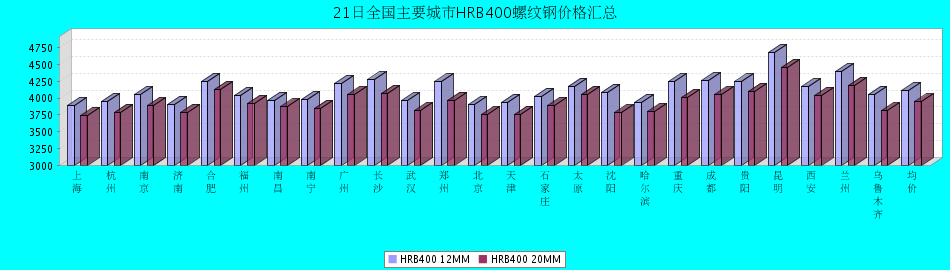 21日全国主要城市HRB400螺纹钢价格汇总
4750
4500
4250
4000
3750
3500
3250
3000
上海
杭州
南京
济南
合肥
福州
南昌
南宁
广州
长沙
武汉
郑州
北京
天津
石家庄
太原
沈阳
哈尔滨
重庆
成都
贵阳
昆明
西安
兰州
乌鲁木齐
均价
HRB400 12MM
HRB400 20MM